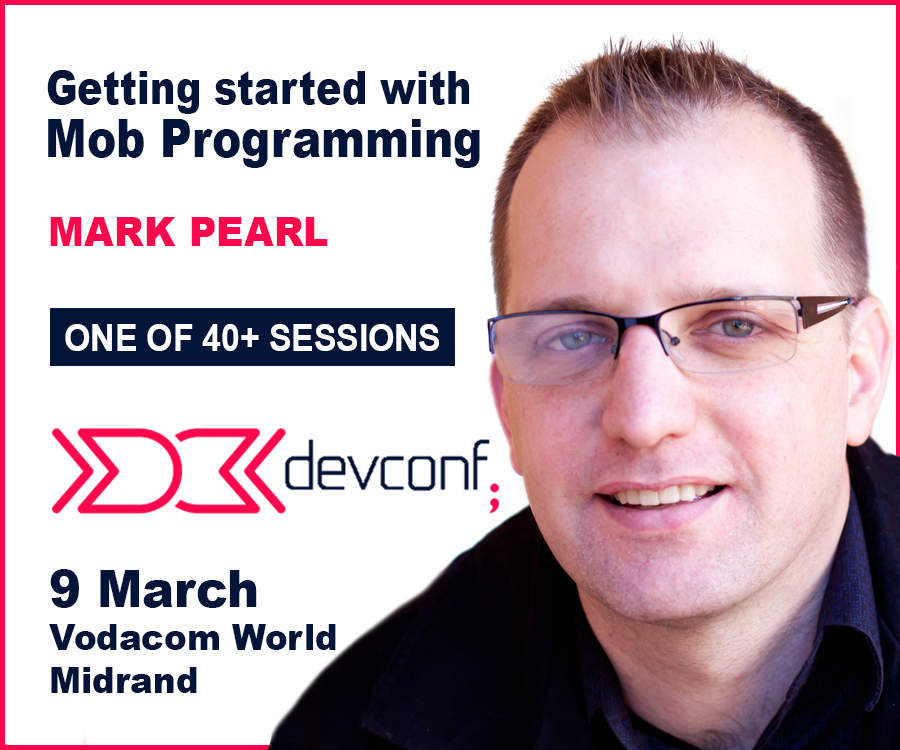 Getting started with
Mob Programming
MARK PEARL
ONE OF 40+ SESSIONS
devconf;
9 March
Vodacom World
Midrand